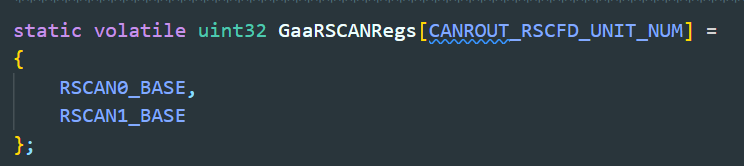 static volatile uint32 GaaRSCANRegs[CANROUT_RSCFD_UNIT_NUM] =
{
    RSCAN0_BASE,
    RSCAN1_BASE
};